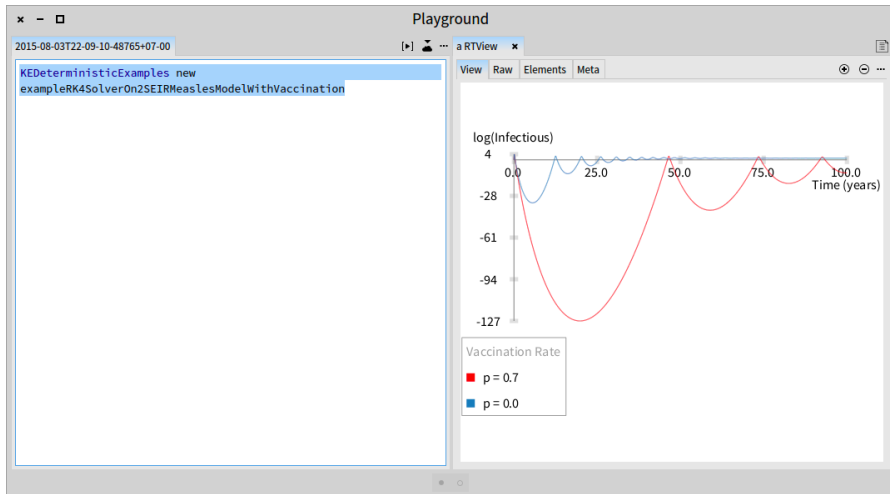 Playground
2015-08-03T22-09-10-48765+07-00
a RTView
KEDeterministicExamples new
exampleRK4SolverOn2SEIRMeaslesModelWithVaccination
View Raw Elements Meta
log(Infectious)
4
0.0 25.0 50.0 75.0 100.0
Time (years)
-28
-61
-94
-127
Vaccination Rate
p = 0.7
p = 0.0